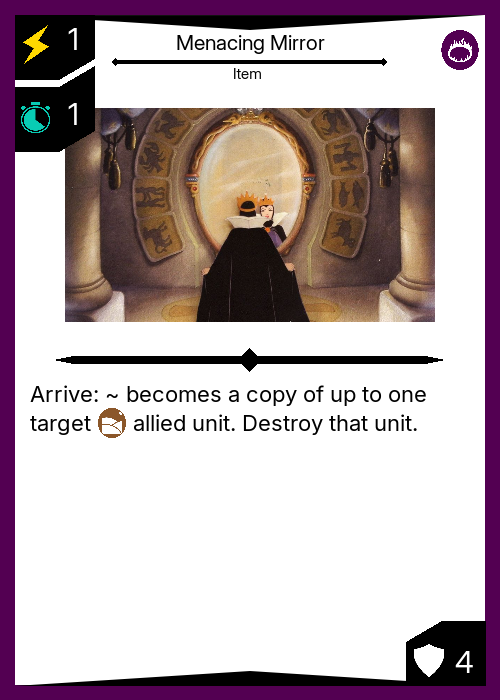 1
Menacing Mirror
Item
1
Arrive: ~ becomes a copy of up to one
target allied unit. Destroy that unit.
4